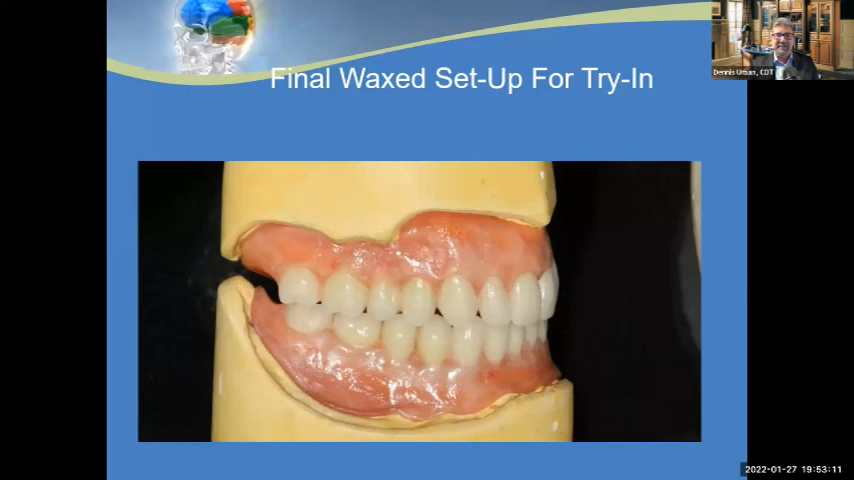 Final Waxed Set-Up For Try-In
Dennis Urban, CDT
2022-01-27 19:53:11